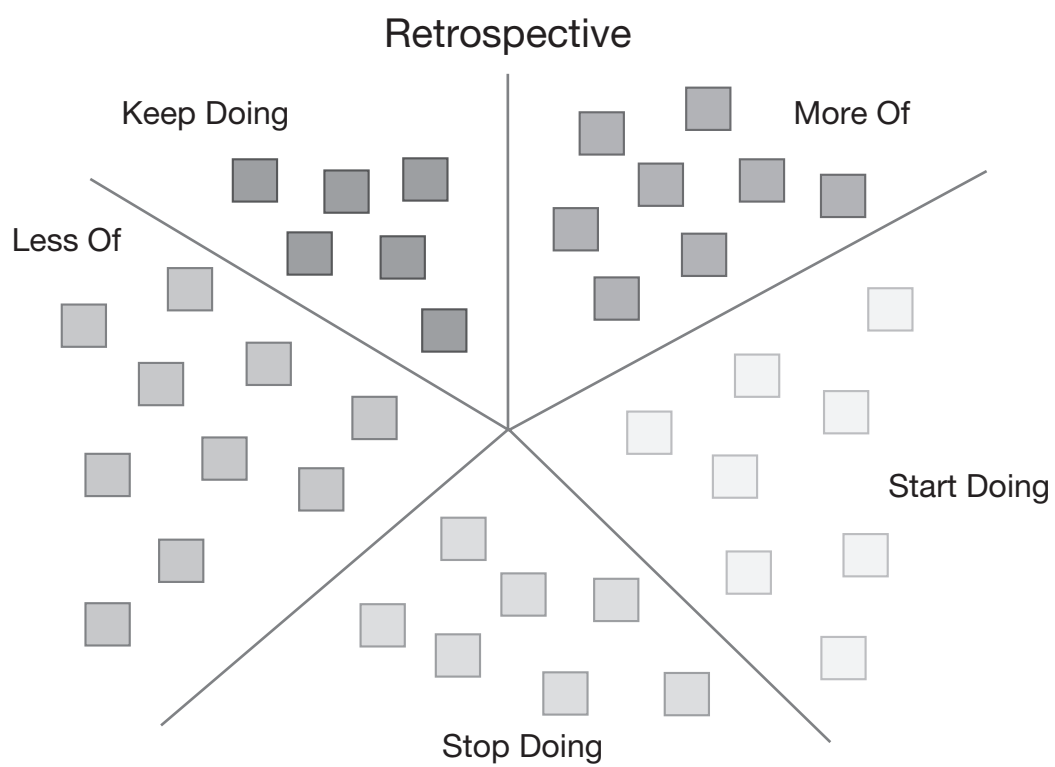 Retrospective
Keep Doing
More Of
Less Of
Start Doing
Stop Doing